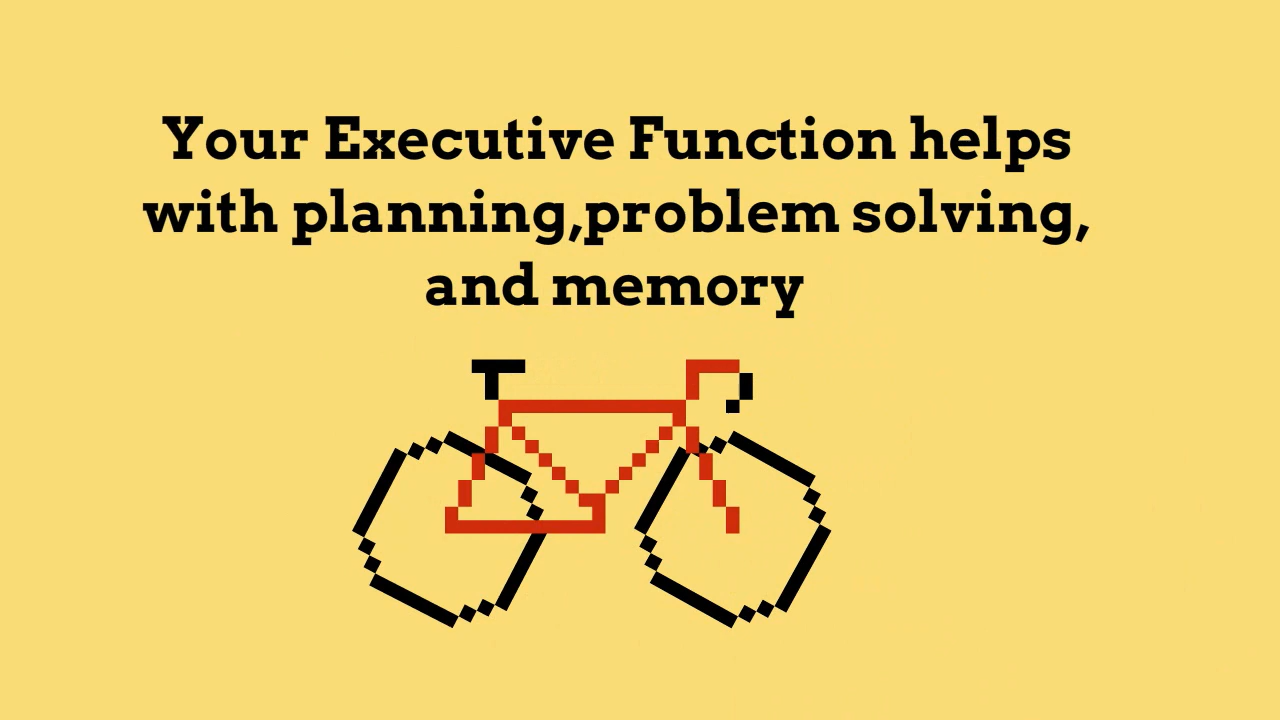 Your Executive Function helps
with planning,problem solving,
and memory